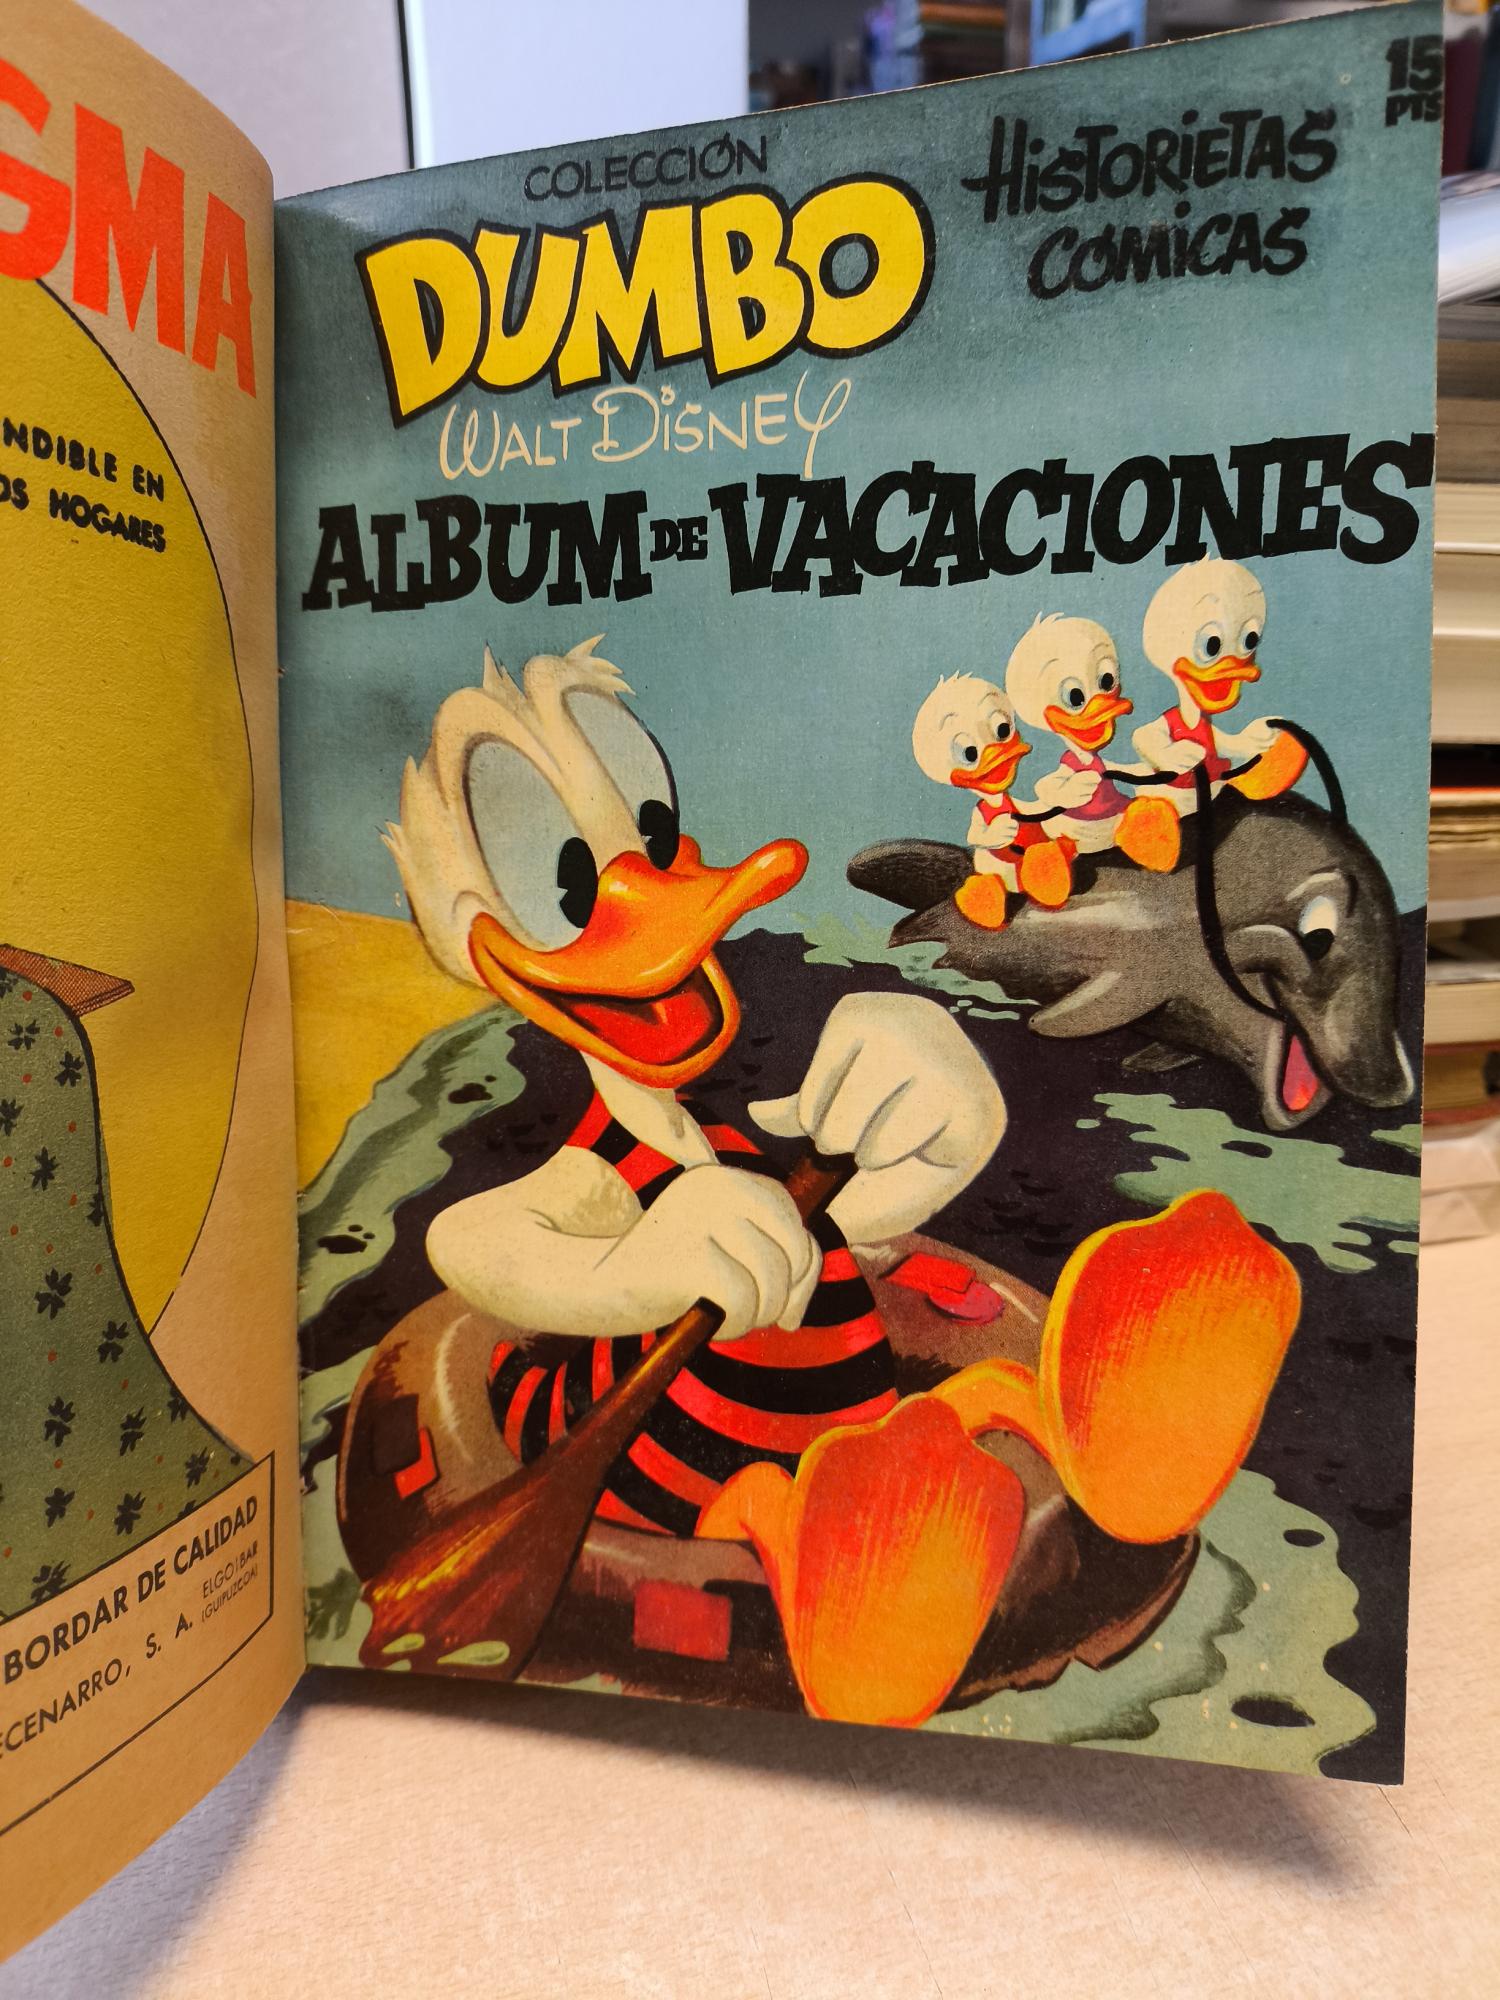 GMA
NDIBLE EN
OS HOGARES
BORDAR DE CALIDAD
ECENARRO, S. A.
ELGOIBAR
(GUIPUZCOA)
15
PTS
COLECCIÓN
DUMBO
HISTORIETAS
CÓMICAS
WALT DISNEY
ALBUM DE VACACIONES